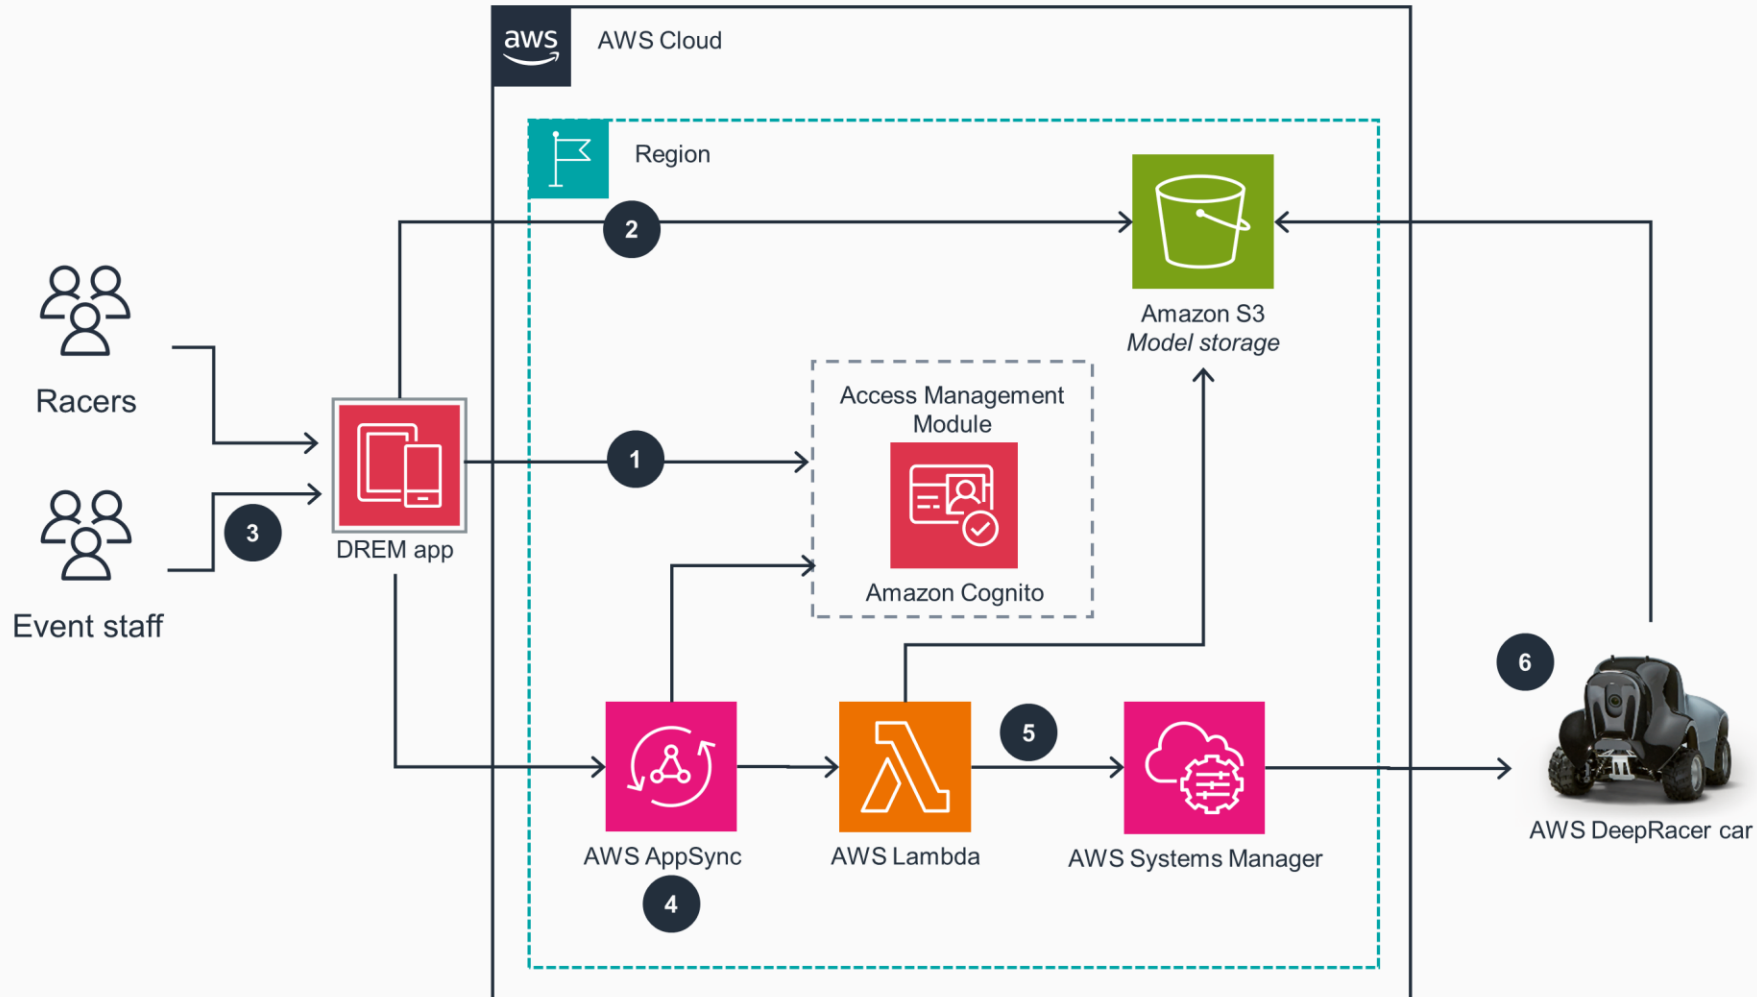 aws
AWS Cloud
Region
2
Amazon S3
Model storage
Racers
Access Management
Module
1
3
DREM app
Amazon Cognito
Event staff
6
5
AWS DeepRacer car
AWS AppSync
AWS Lambda
AWS Systems Manager
4